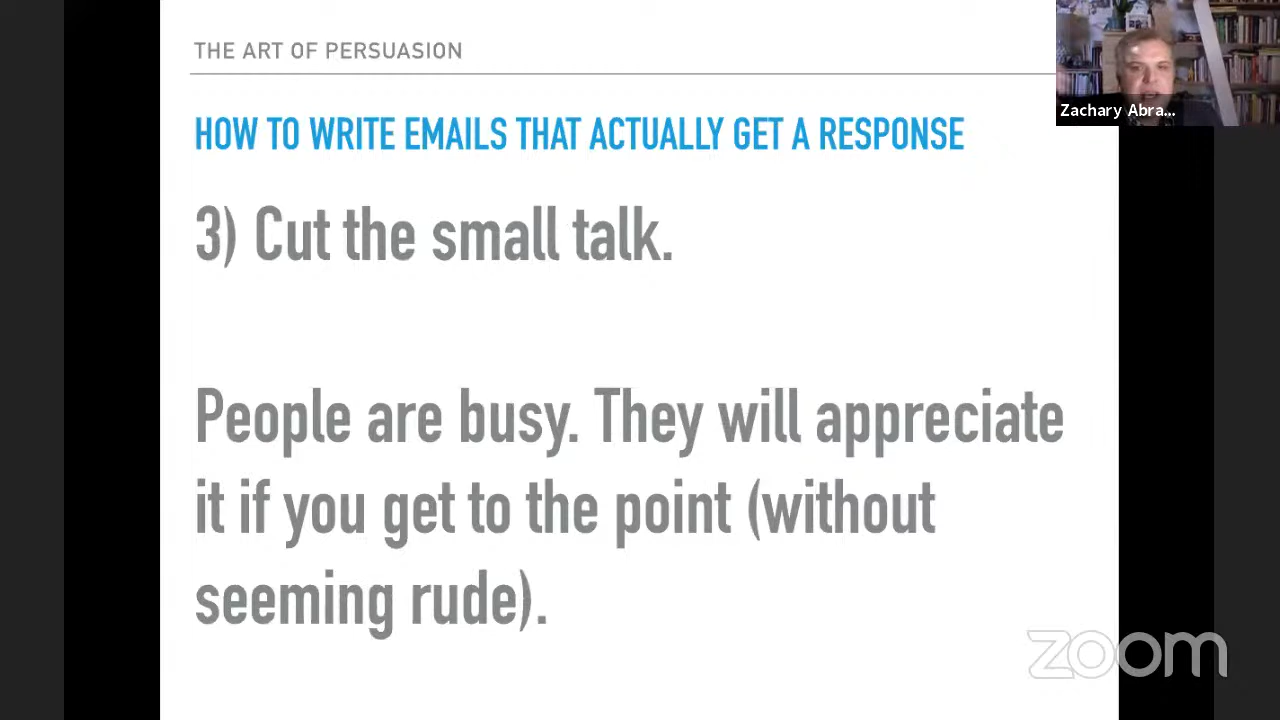 THE ART OF PERSUASION
Zachary Abra...
HOW TO WRITE EMAILS THAT ACTUALLY GET A RESPONSE
3) Cut the small talk.
People are busy. They will appreciate
it if you get to the point (without
seeming rude).
zoom